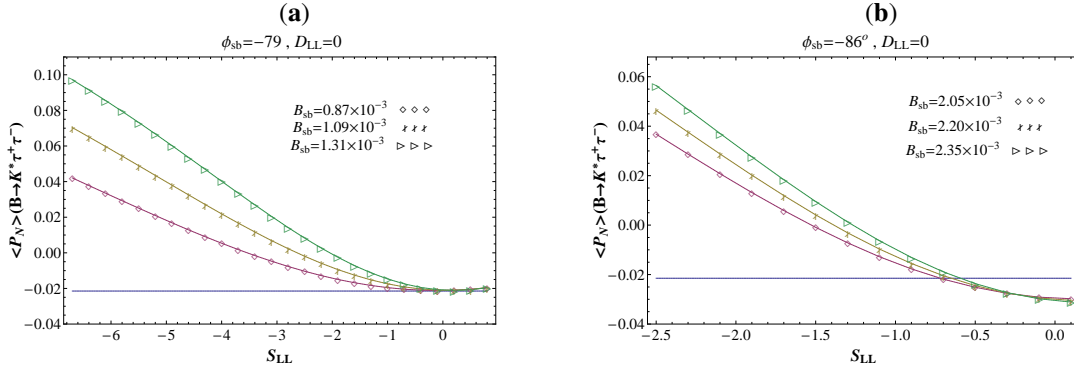 (a)
ϕsb=−79 , DLL=0
<PN>(B→K*τ+τ−)
0.10
0.08
0.06
0.04
0.02
0.00
−0.02
−0.04
Bsb=0.87×10−3
Bsb=1.09×10−3
Bsb=1.31×10−3
−6 −5 −4 −3 −2 −1 0
SLL
(b)
ϕsb=−86o , DLL=0
<PN>(B→K*τ+τ−)
0.06
0.04
0.02
0.00
−0.02
−0.04
Bsb=2.05×10−3
Bsb=2.20×10−3
Bsb=2.35×10−3
−2.5 −2.0 −1.5 −1.0 −0.5 0.0
SLL